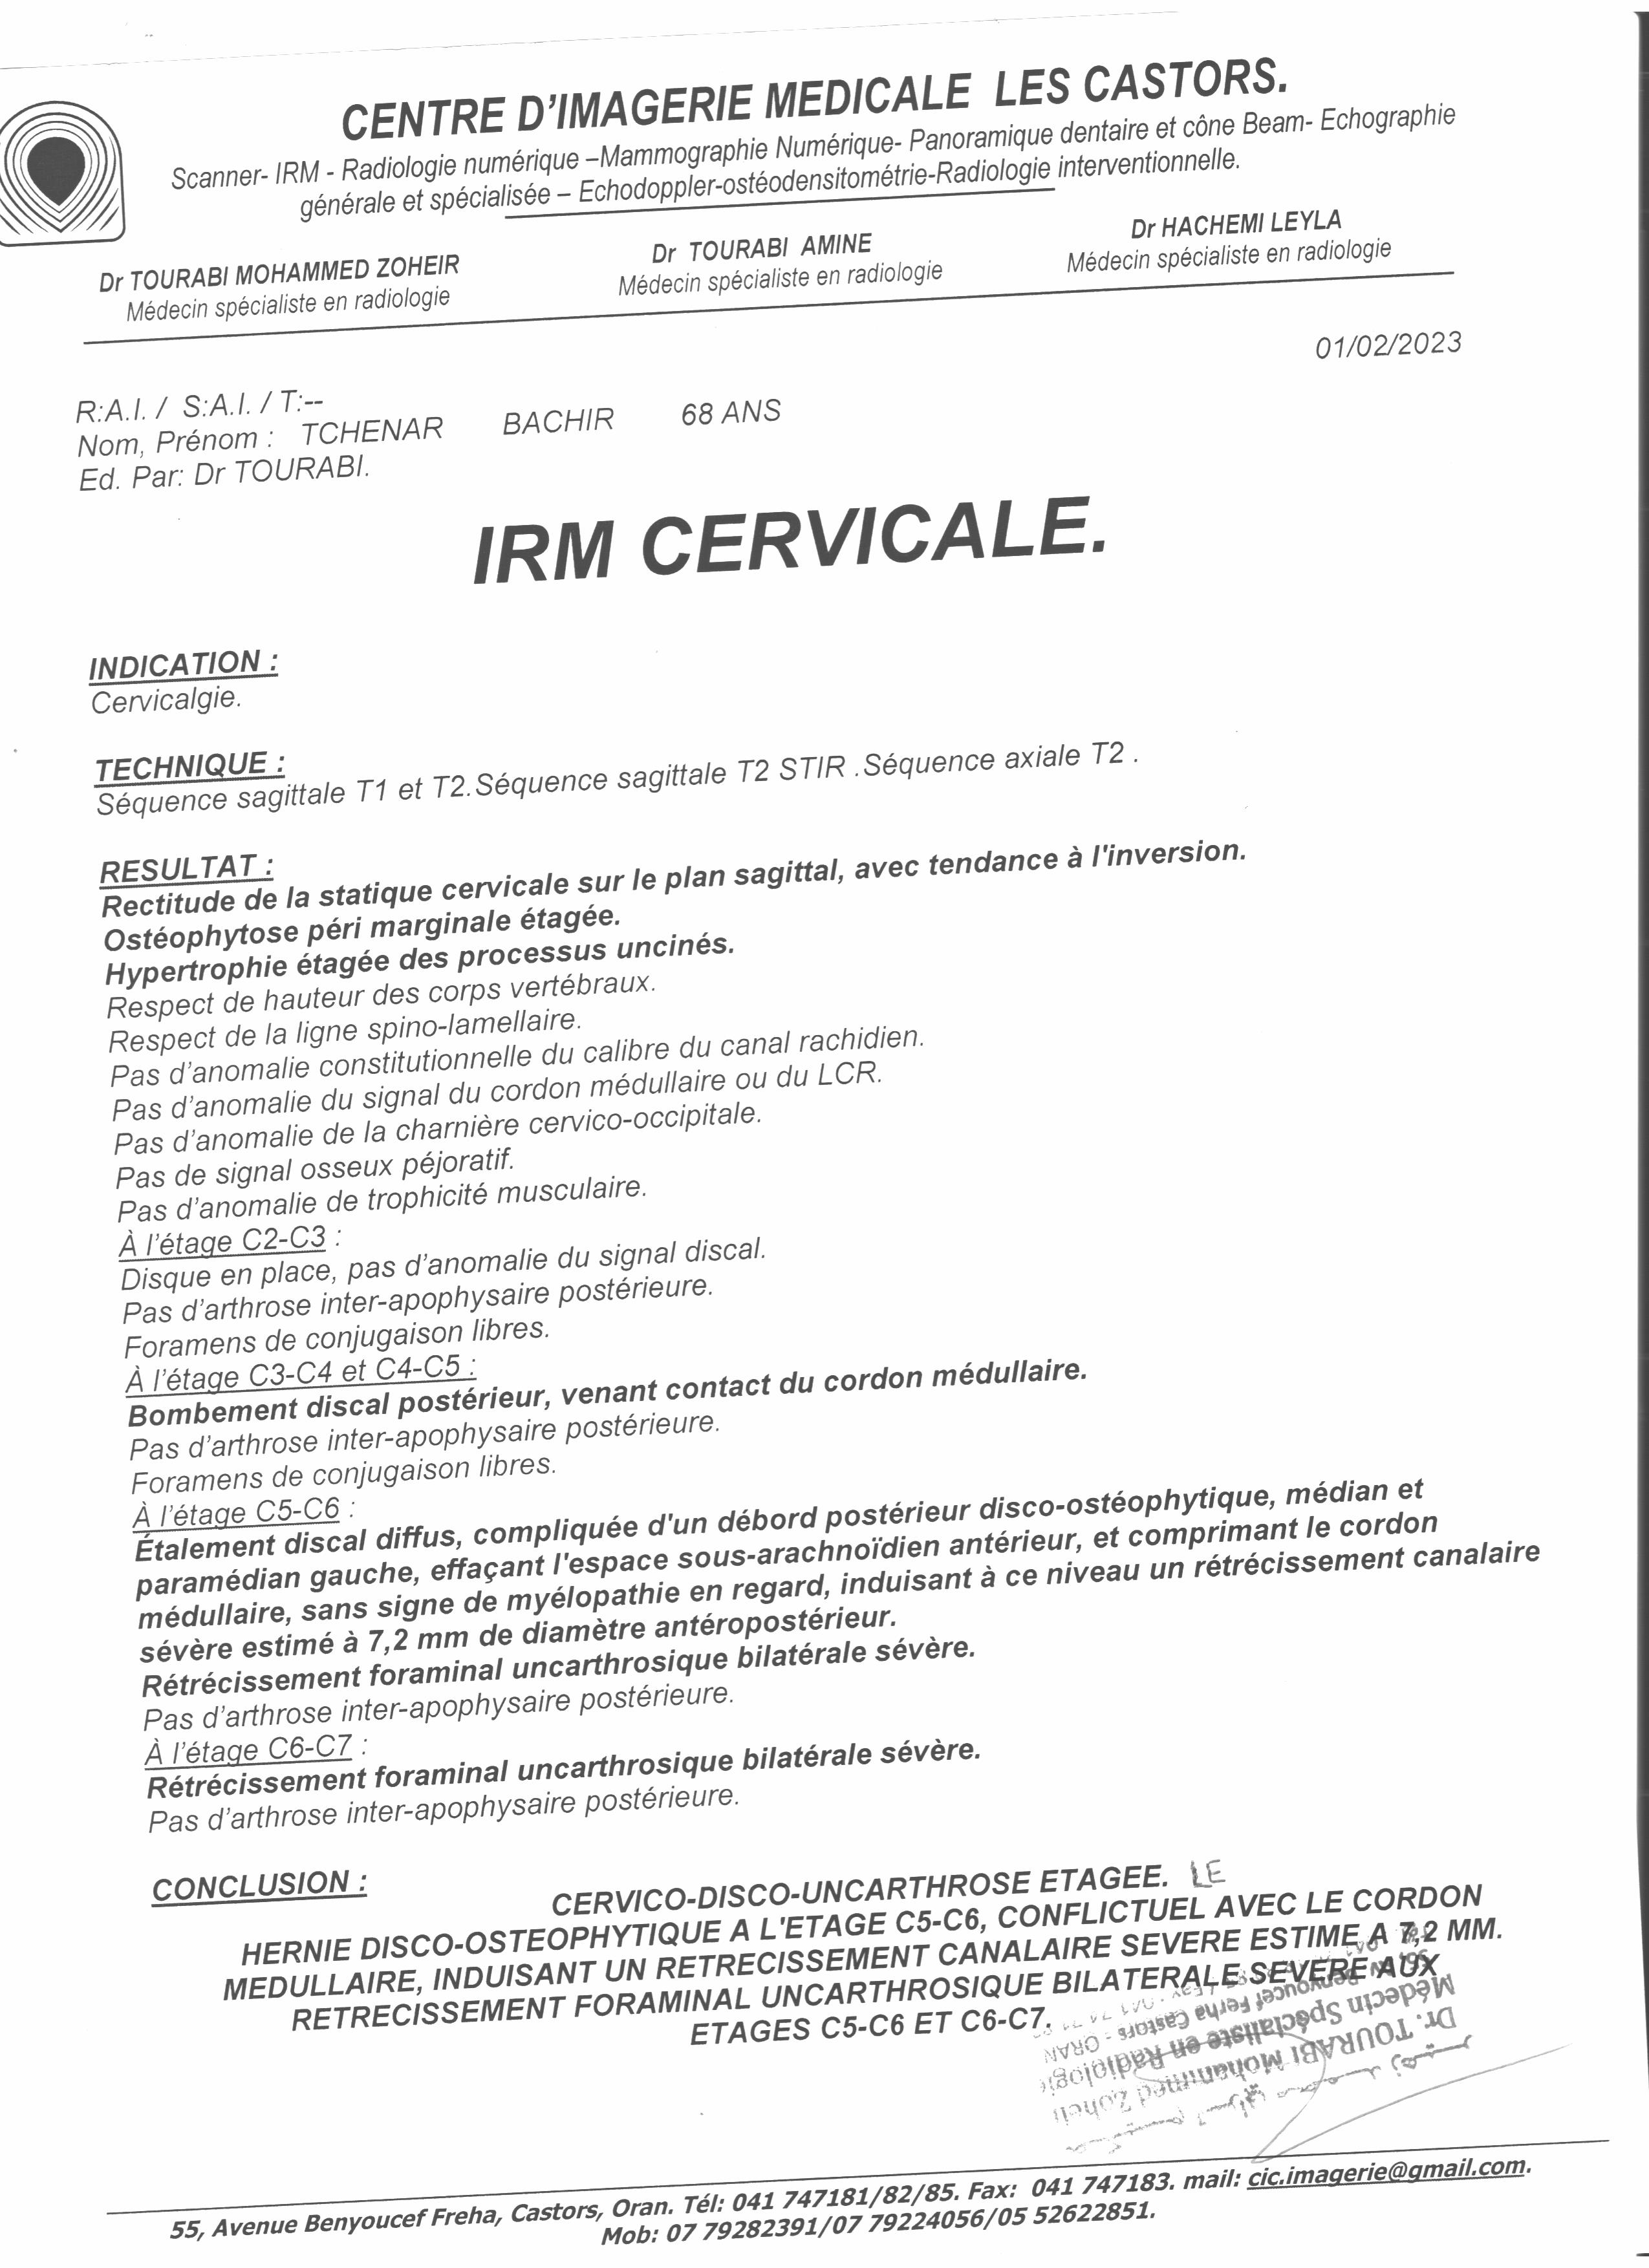 CENTRE D'IMAGERIE MEDICALE LES CASTORS.
Scanner- IRM - Radiologie numérique –Mammographie Numérique- Panoramique dentaire et cône Beam- Echographie
générale et spécialisée – Echodoppler-ostéodensitométrie-Radiologie interventionnelle.
Dr TOURABI MOHAMMED ZOHEIR
Médecin spécialiste en radiologie
Dr TOURABI AMINE
Médecin spécialiste en radiologie
Dr HACHEMI LEYLA
Médecin spécialiste en radiologie
01/02/2023
R:A.I. / S:A.I. / T:--
Nom, Prénom : TCHENAR BACHIR 68 ANS
Ed. Par: Dr TOURABI.
IRM CERVICALE.
INDICATION :
Cervicalgie.
TECHNIQUE :
Séquence sagittale T1 et T2.Séquence sagittale T2 STIR .Séquence axiale T2 .
RESULTAT :
Rectitude de la statique cervicale sur le plan sagittal, avec tendance à l'inversion.
Ostéophytose péri marginale étagée.
Hypertrophie étagée des processus uncinés.
Respect de hauteur des corps vertébraux.
Respect de la ligne spino-lamellaire.
Pas d'anomalie constitutionnelle du calibre du canal rachidien.
Pas d'anomalie du signal du cordon médullaire ou du LCR.
Pas d'anomalie de la charnière cervico-occipitale.
Pas de signal osseux péjoratif.
Pas d'anomalie de trophicité musculaire.
À l'étage C2-C3 :
Disque en place, pas d'anomalie du signal discal.
Pas d'arthrose inter-apophysaire postérieure.
Foramens de conjugaison libres.
À l'étage C3-C4 et C4-C5 :
Bombement discal postérieur, venant contact du cordon médullaire.
Pas d'arthrose inter-apophysaire postérieure.
Foramens de conjugaison libres.
À l'étage C5-C6 :
Étalement discal diffus, compliquée d'un débord postérieur disco-ostéophytique, médian et
paramédian gauche, effaçant l'espace sous-arachnoïdien antérieur, et comprimant le cordon
médullaire, sans signe de myélopathie en regard, induisant à ce niveau un rétrécissement canalaire
sévère estimé à 7,2 mm de diamètre antéropostérieur.
Rétrécissement foraminal uncarthrosique bilatérale sévère.
Pas d'arthrose inter-apophysaire postérieure.
À l'étage C6-C7 :
Rétrécissement foraminal uncarthrosique bilatérale sévère.
Pas d'arthrose inter-apophysaire postérieure.
CONCLUSION :
CERVICO-DISCO-UNCARTHROSE ETAGEE. LE
HERNIE DISCO-OSTEOPHYTIQUE A L'ETAGE C5-C6, CONFLICTUEL AVEC LE CORDON
MEDULLAIRE, INDUISANT UN RETRECISSEMENT CANALAIRE SEVERE ESTIME A 7,2 MM.
RETRECISSEMENT FORAMINAL UNCARTHROSIQUE BILATERALE SEVERE AUX
ETAGES C5-C6 ET C6-C7.
Dr. TOURABI Mohammed Zoheir
Médecin Spécialiste en Radiologie
Benyoucef Ferha Castors - ORAN
55, Avenue Benyoucef Freha, Castors, Oran. Tél: 041 747181/82/85. Fax: 041 747183. mail: cic.imagerie@gmail.com.
Mob: 07 79282391/07 79224056/05 52622851.